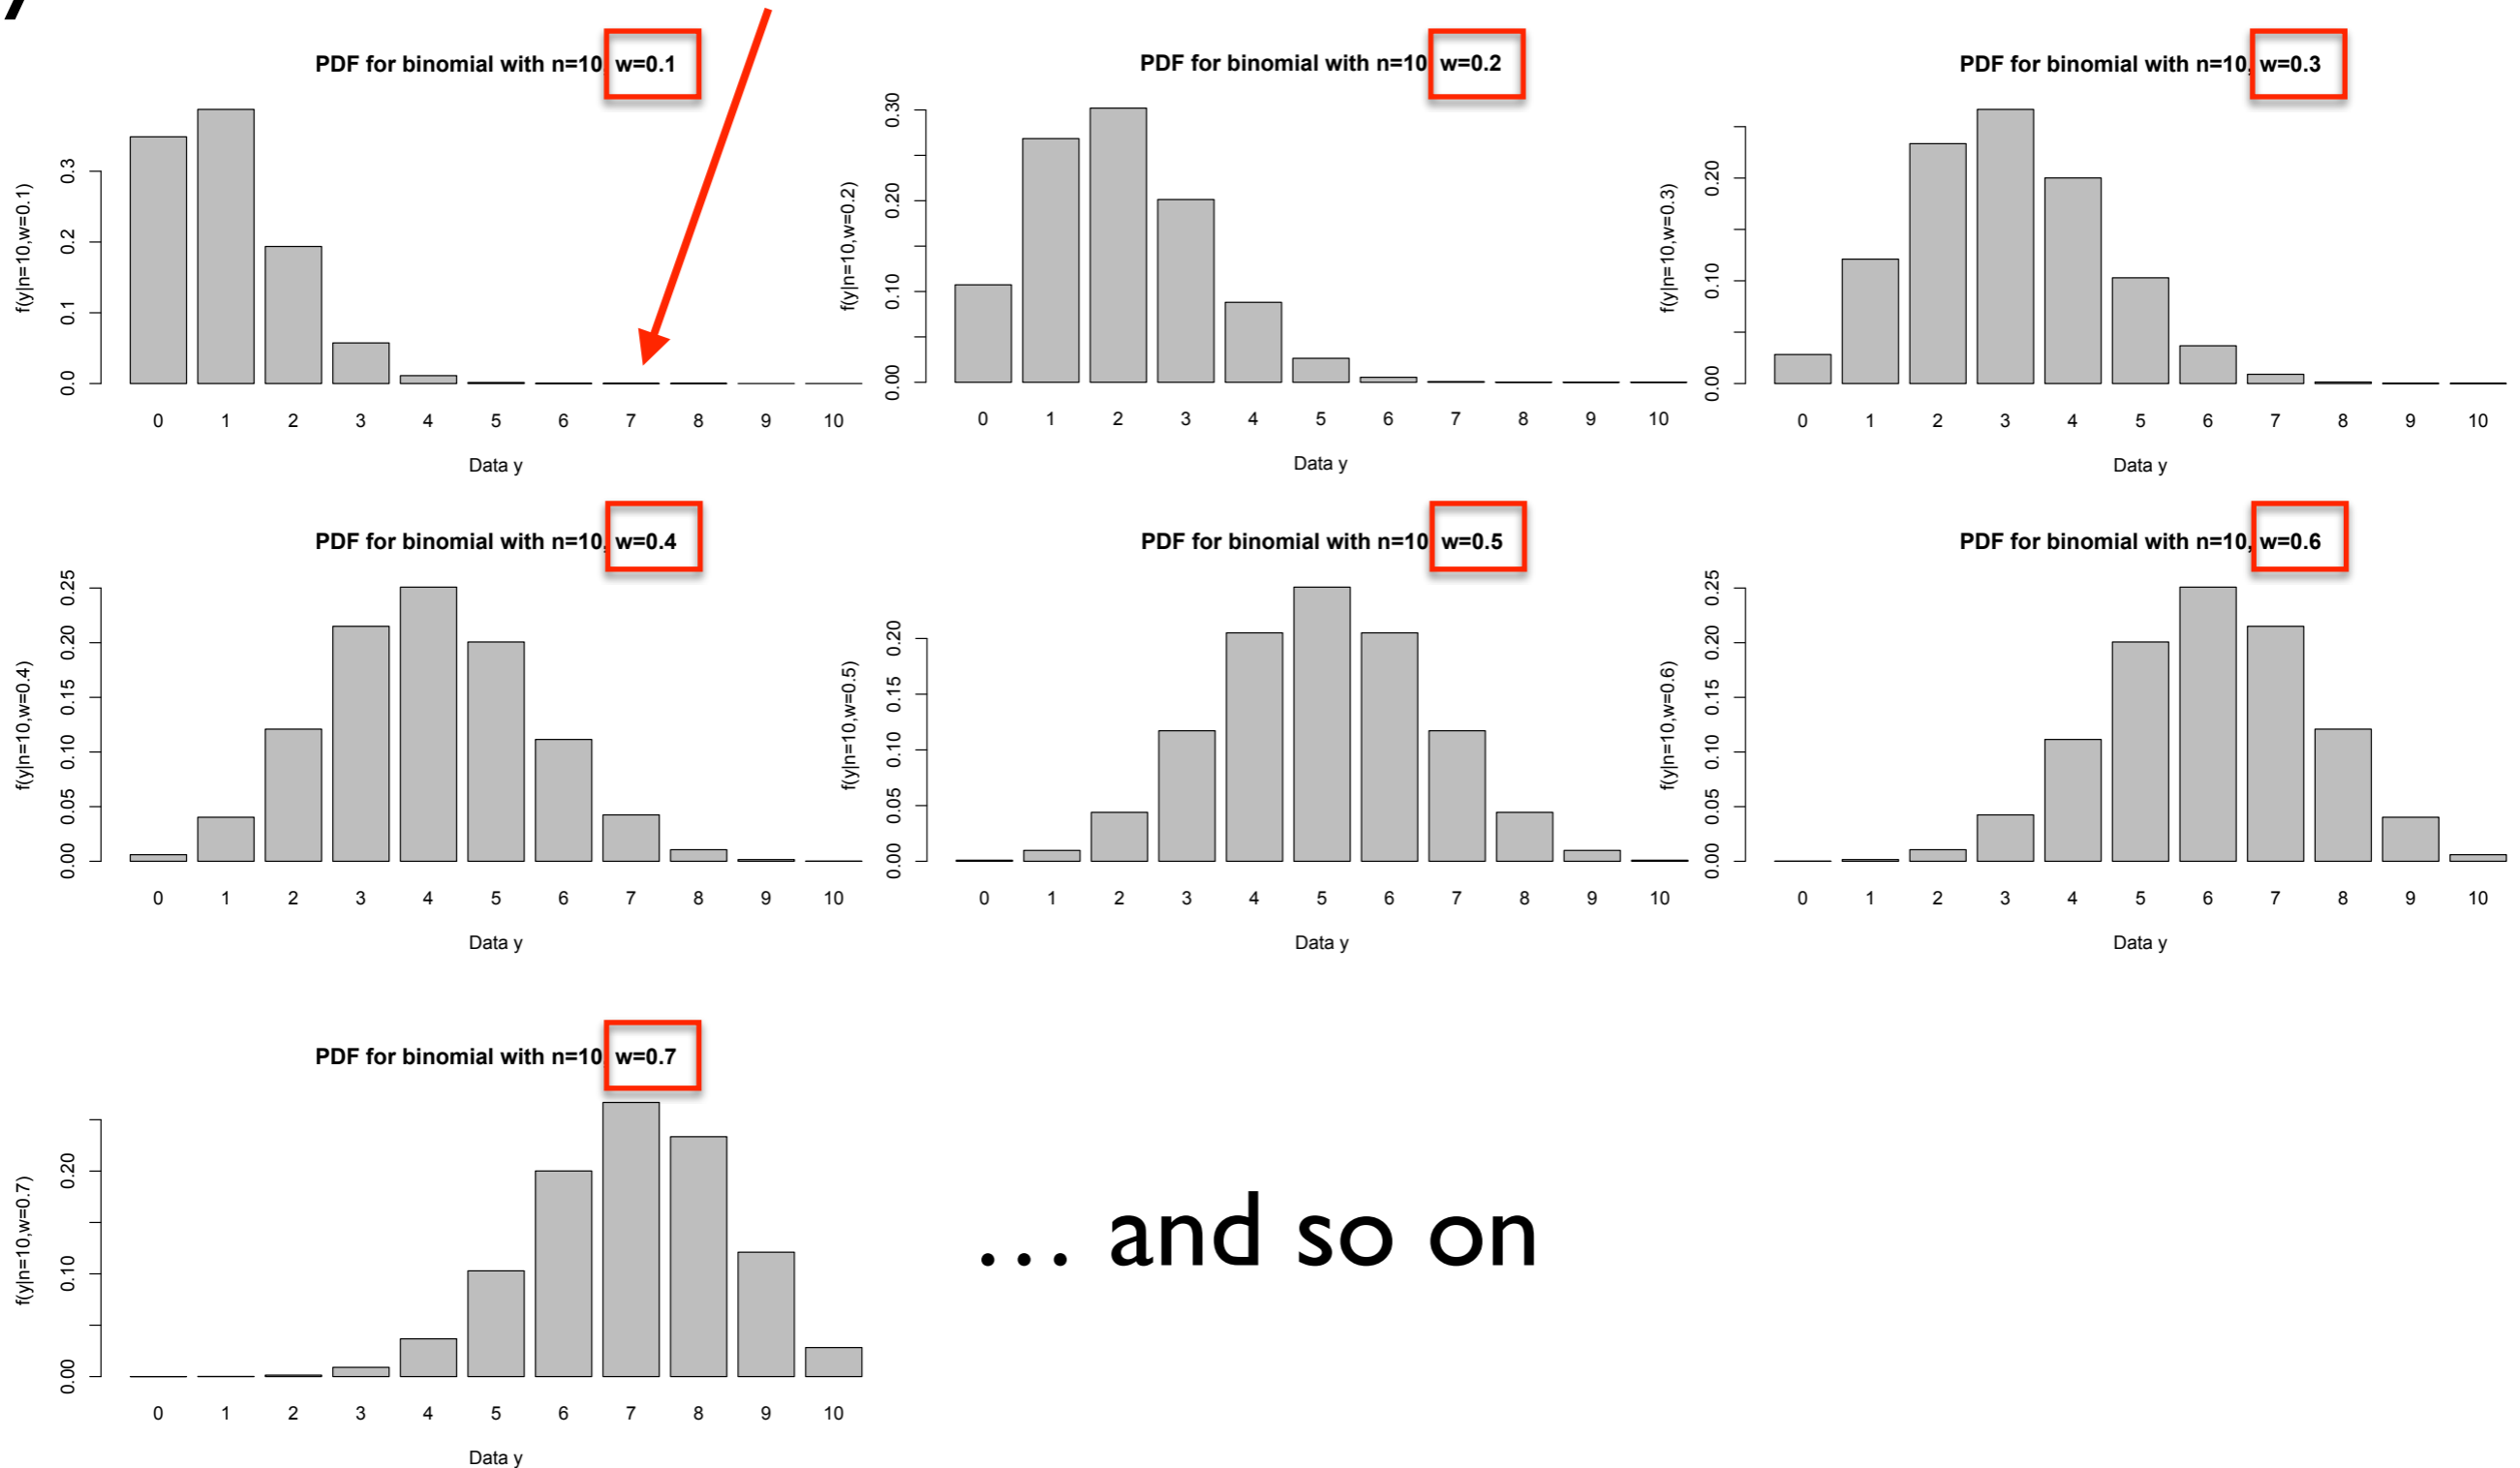 PDF for binomial with n=10, w=0.1
f(y|n=10,w=0.1)
0.0 0.1 0.2 0.3
0 1 2 3 4 5 6 7 8 9 10
Data y
PDF for binomial with n=10 w=0.2
f(y|n=10,w=0.2)
0.00 0.10 0.20 0.30
0 1 2 3 4 5 6 7 8 9 10
Data y
PDF for binomial with n=10, w=0.3
f(y|n=10,w=0.3)
0.00 0.10 0.20
0 1 2 3 4 5 6 7 8 9 10
Data y
PDF for binomial with n=10, w=0.4
f(y|n=10,w=0.4)
0.00 0.05 0.10 0.15 0.20 0.25
0 1 2 3 4 5 6 7 8 9 10
Data y
PDF for binomial with n=10 w=0.5
f(y|n=10,w=0.5)
0.00 0.05 0.10 0.15 0.20
0 1 2 3 4 5 6 7 8 9 10
Data y
PDF for binomial with n=10, w=0.6
f(y|n=10,w=0.6)
0.00 0.05 0.10 0.15 0.20 0.25
0 1 2 3 4 5 6 7 8 9 10
Data y
PDF for binomial with n=10, w=0.7
f(y|n=10,w=0.7)
0.00 0.10 0.20
0 1 2 3 4 5 6 7 8 9 10
Data y
... and so on